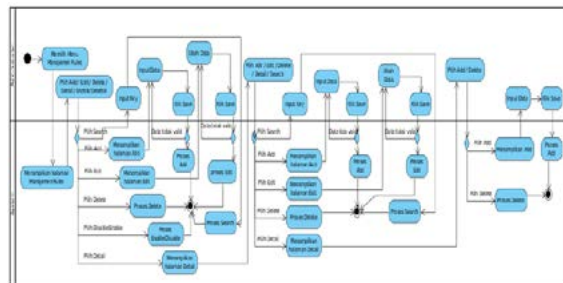 Memilih Menu
Manajemen Rules
Pilih Add / Edit / Delete /
Input Key
Input Data
Ubah Data
Klik Save
Klik Save
Pilih Add / Edit / Delete
/ Detail / Search
Input Key
Input Data
Ubah
Data
Klik Save
Klik Save
Pilih Add / Delete
Input Data
Klik Save
Pilih Search
Data tidak valid
Data tidak valid
Pilih Add
Menampilkan
halaman Add
Proses
Add
Menampilkan halaman
Manajemen Rules
Pilih Edit
Menampilkan
halaman Edit
Proses Edit
Pilih Delete
Proses Delete
Pilih Disable/Enable
Proses
Enable/Disable
Proses Search
Pilih Detail
Menampilkan
halaman Detail
Pilih Search
Data tidak valid
Data tidak valid
Pilih Add
Menampilkan
halaman Add
Proses
Add
Proses
Edit
Pilih Edit
Menampilkan
halaman Edit
Pilih Delete
Proses Delete
Proses Search
Pilih Detail
Menampilkan
halaman Detail
Pilih Add
Menampilkan Add
Proses
Add
Pilih Delete
Proses Delete